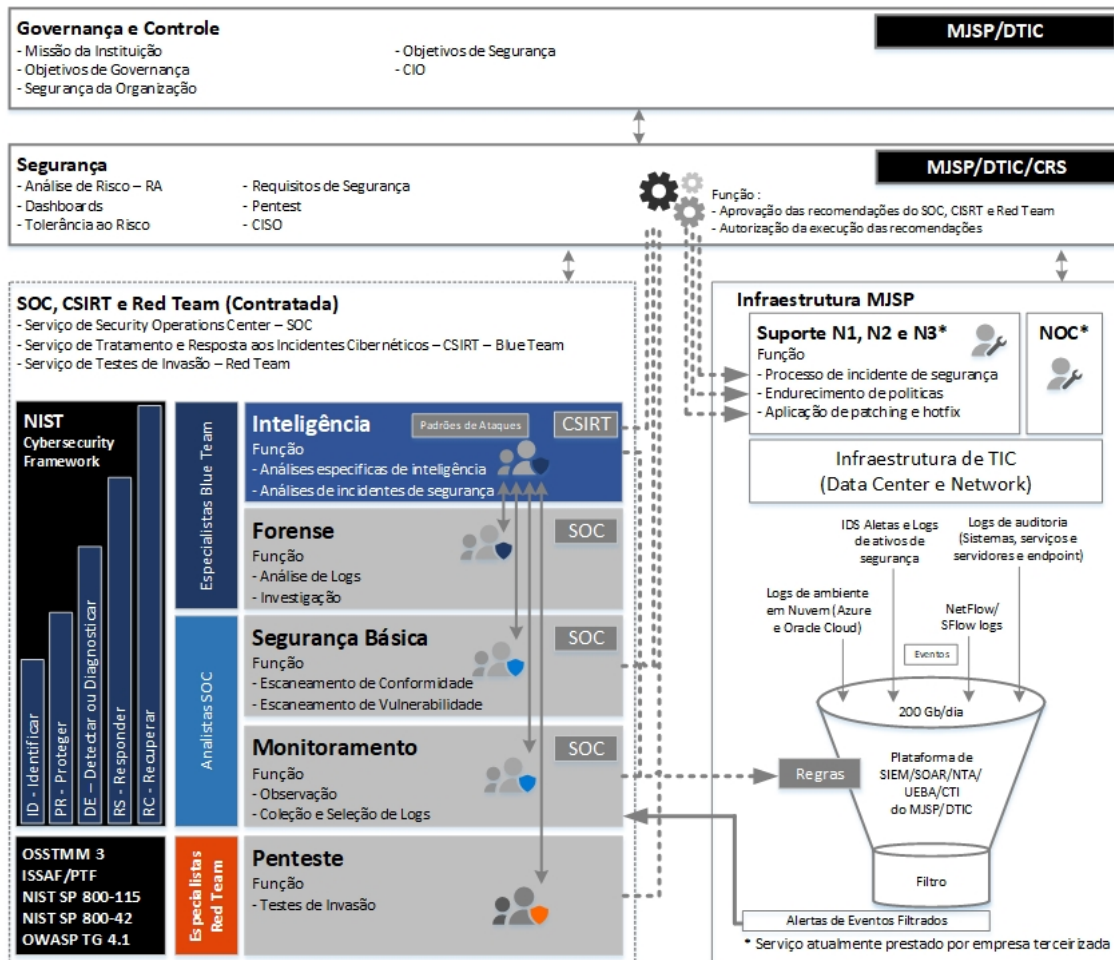 Governança e Controle
MJSP/DTIC
- Missão da Instituição
- Objetivos de Governança
- Segurança da Organização
- Objetivos de Segurança
- CIO
Segurança
MJSP/DTIC/CRS
- Análise de Risco – RA
- Dashboards
- Tolerância ao Risco
- Requisitos de Segurança
- Pentest
- CISO
Função :
- Aprovação das recomendações do SOC, CISRT e Red Team
- Autorização da execução das recomendações
SOC, CSIRT e Red Team (Contratada)
- Serviço de Security Operations Center – SOC
- Serviço de Tratamento e Resposta aos Incidentes Cibernéticos – CSIRT – Blue Team
- Serviço de Testes de Invasão – Red Team
NIST
Cybersecurity
Framework
ID - Identificar
PR - Proteger
DE – Detectar ou Diagnosticar
RS - Responder
RC - Recuperar
OSSTMM 3
ISSAF/PTF
NIST SP 800-115
NIST SP 800-42
OWASP TG 4.1
Especialistas Blue Team
Analistas SOC
Especialistas
Red Team
Inteligência
Padrões de Ataques
CSIRT
Função
- Análises especificas de inteligência
- Análises de incidentes de segurança
Forense
SOC
Função
- Análise de Logs
- Investigação
Segurança Básica
SOC
Função
- Escaneamento de Conformidade
- Escaneamento de Vulnerabilidade
Monitoramento
SOC
Função
- Observação
- Coleção e Seleção de Logs
Penteste
Função
- Testes de Invasão
Infraestrutura MJSP
Suporte N1, N2 e N3*
Função
- Processo de incidente de segurança
- Endurecimento de politicas
- Aplicação de patching e hotfix
NOC*
Infraestrutura de TIC
(Data Center e Network)
IDS Aletas e Logs
de ativos de
segurança
Logs de auditoria
(Sistemas, serviços e
servidores e endpoint)
Logs de ambiente
em Nuvem (Azure
e Oracle Cloud)
NetFlow/
SFlow logs
Eventos
200 Gb/dia
Regras
Plataforma de
SIEM/SOAR/NTA/
UEBA/CTI
do MJSP/DTIC
Filtro
Alertas de Eventos Filtrados
* Serviço atualmente prestado por empresa terceirizada